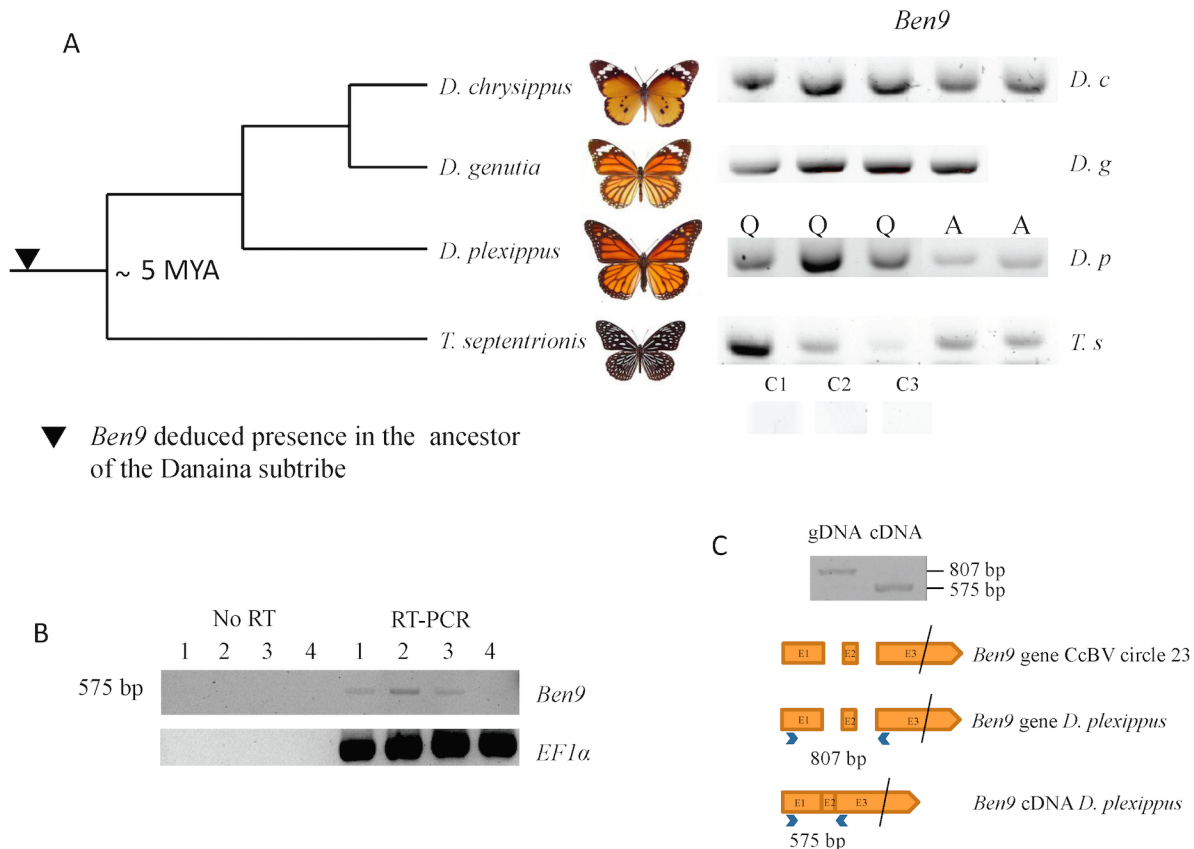 A
Ben9
D. chrysippus
D. c
D. genutia
D. g
Q Q Q A A
D. plexippus
D. p
~ 5 MYA
T. septentrionis
T. s
C1 C2 C3
Ben9 deduced presence in the ancestor
of the Danaina subtribe
B
No RT RT-PCR
1 2 3 4 1 2 3 4
575 bp
Ben9
EF1α
C
gDNA cDNA
807 bp
575 bp
E1 E2 E3
Ben9 gene CcBV circle 23
E1 E2 E3
Ben9 gene D. plexippus
807 bp
E1 E2 E3
Ben9 cDNA D. plexippus
575 bp